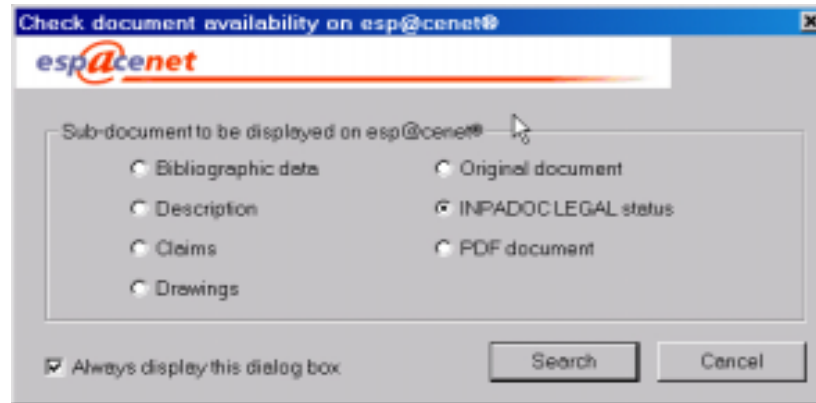 Check document availability on esp@cenet®
esp@cenet
Sub-document to be displayed on esp@cenet®
Bibliographic data
Original document
Description
INPADOC LEGAL status
Claims
PDF document
Drawings
Always display this dialog box
Search
Cancel